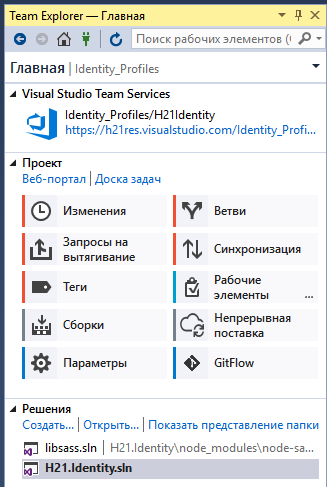 Team Explorer — Главная
Поиск рабочих элементов (
Главная | Identity_Profiles
Visual Studio Team Services
Identity_Profiles/H21Identity
https://h21res.visualstudio.com/Identity_Profi...
Проект
Веб-портал | Доска задач
Изменения
Ветви
Запросы на
вытягивание
Синхронизация
Теги
Рабочие
элементы ...
Сборки
Непрерывная
поставка
Параметры
GitFlow
Решения
Создать... | Открыть... | Показать представление папки
libsass.sln | H21.Identity\node_modules\node-sa...
H21.Identity.sln